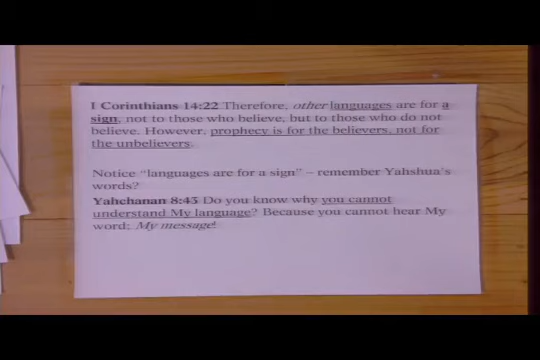 I Corinthians 14:22 Therefore, other languages are for a
sign, not to those who believe, but to those who do not
believe. However, prophecy is for the believers, not for
the unbelievers.
Notice "languages are for a sign" – remember Yahshua's
words?
Yahchanan 8:43 Do you know why you cannot
understand My language? Because you cannot hear My
word; My message!